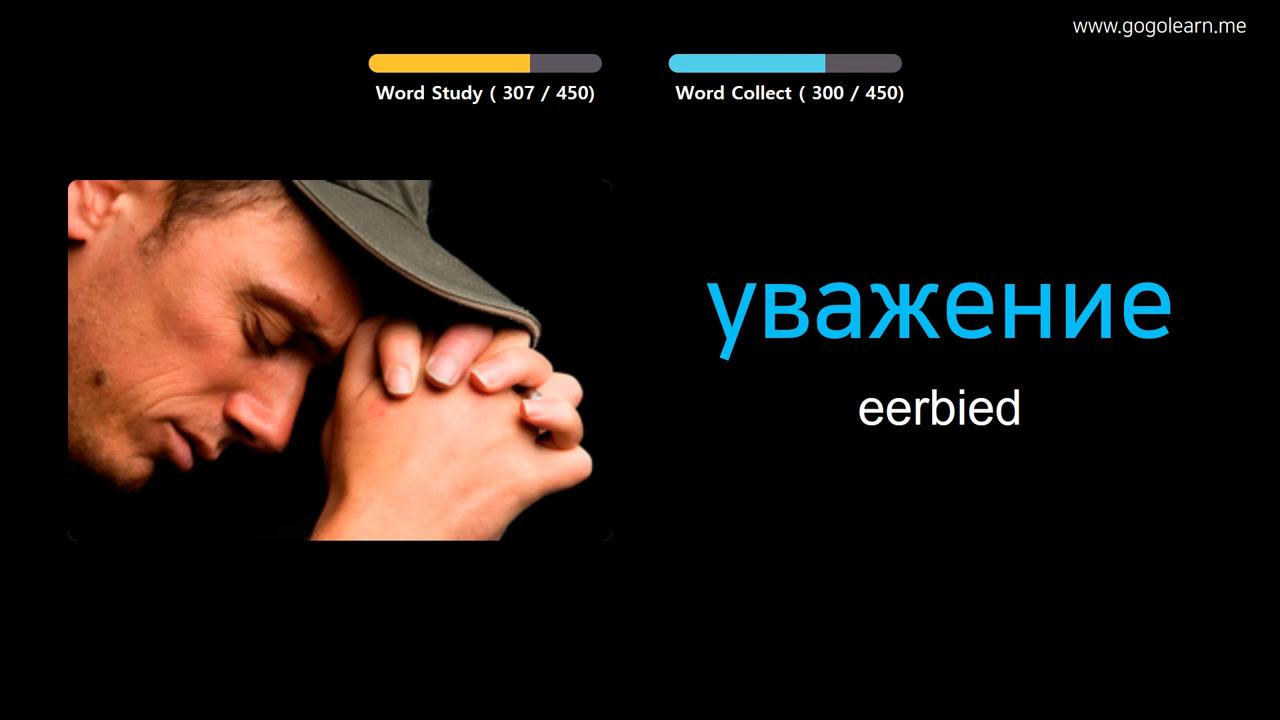 www.gogolearn.me
Word Study ( 307 / 450)
Word Collect ( 300 / 450)
уважение
eerbied